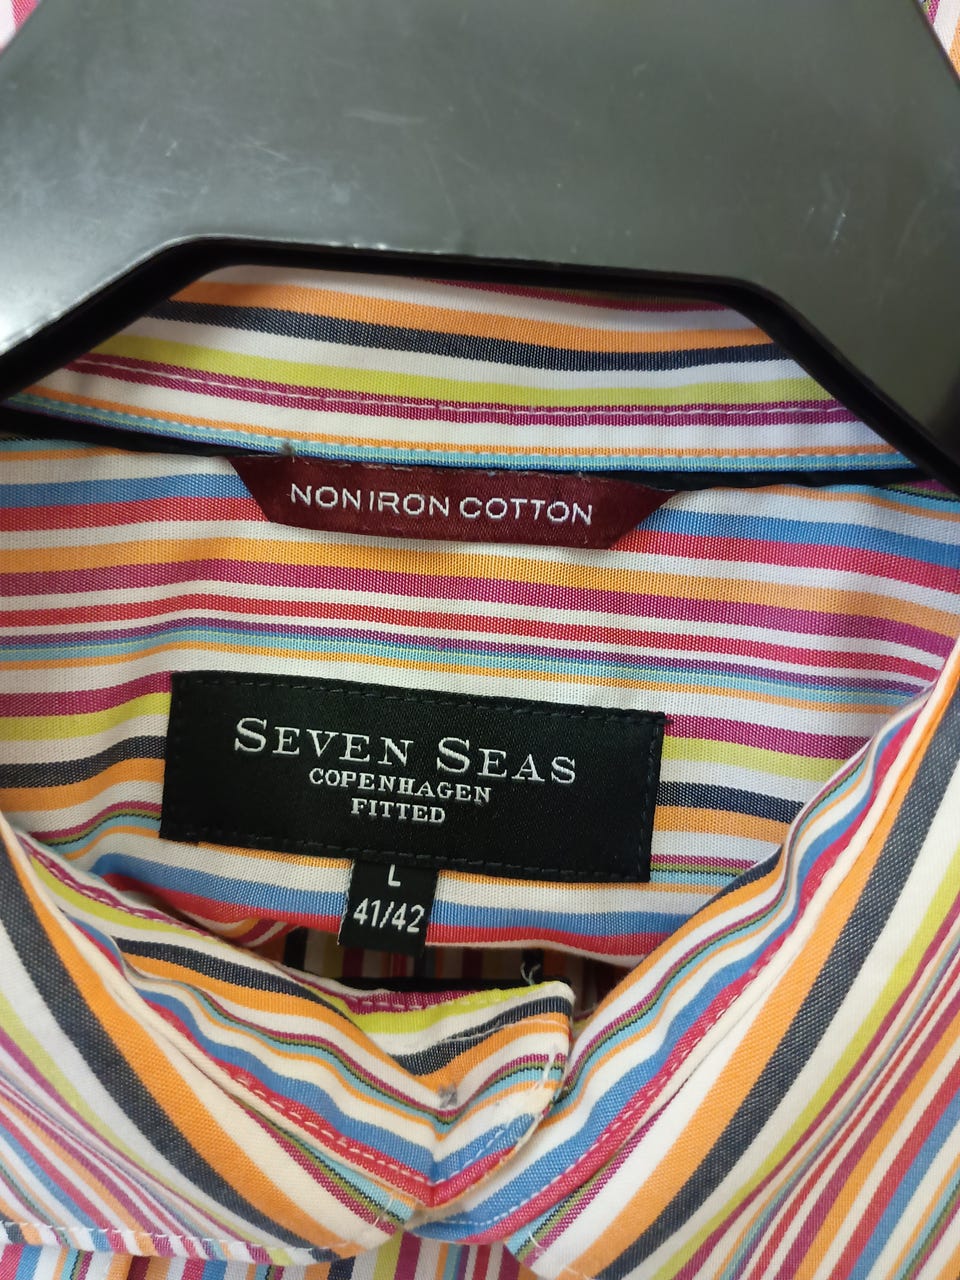 NON IRON COTTON
SEVEN SEAS
COPENHAGEN
FITTED
L
41/42